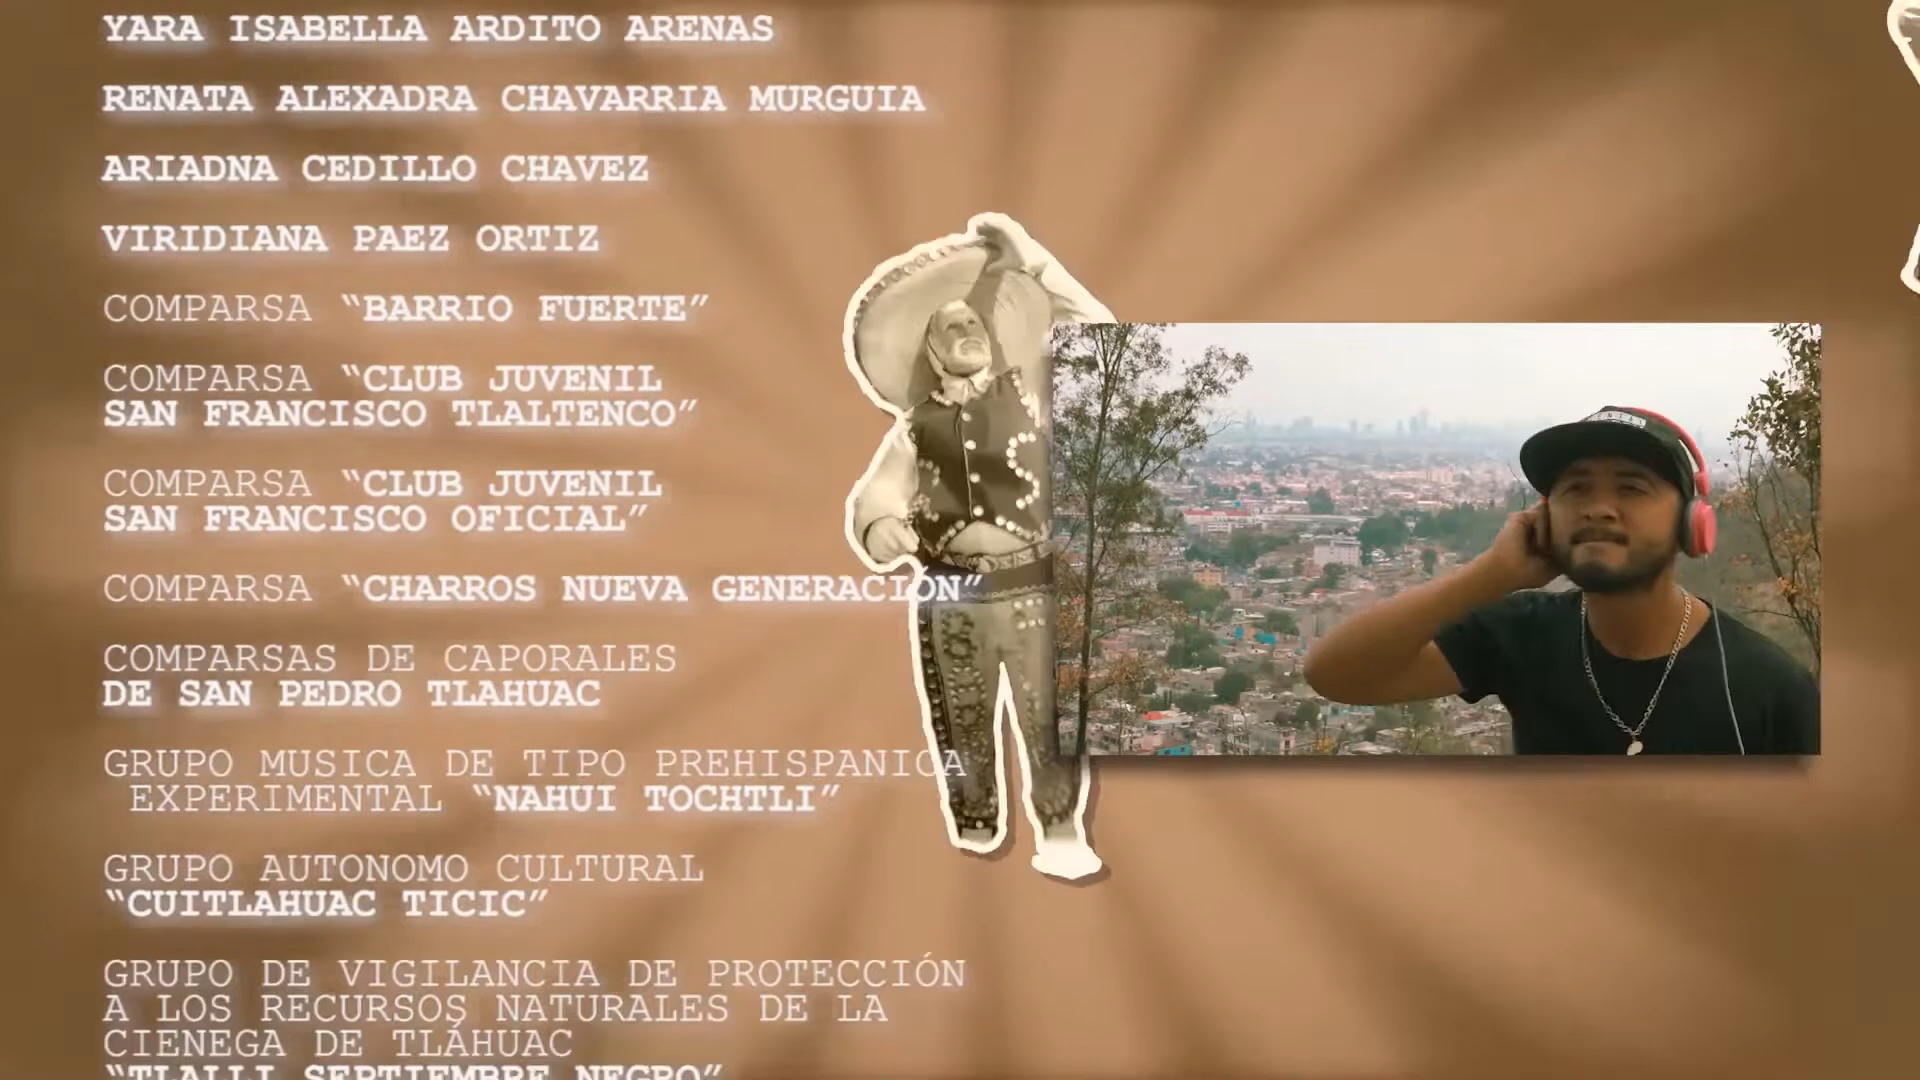 YARA ISABELLA ARDITO ARENAS
RENATA ALEXADRA CHAVARRIA MURGUIA
ARIADNA CEDILLO CHAVEZ
VIRIDIANA PAEZ ORTIZ
COMPARSA “BARRIO FUERTE”
COMPARSA “CLUB JUVENIL
SAN FRANCISCO TLALTENCO”
COMPARSA “CLUB JUVENIL
SAN FRANCISCO OFICIAL”
COMPARSA “CHARROS NUEVA GENERACIÓN”
COMPARSAS DE CAPORALES
DE SAN PEDRO TLAHUAC
GRUPO MUSICA DE TIPO PREHISPANICA
EXPERIMENTAL “NAHUI TOCHTLI”
GRUPO AUTONOMO CULTURAL
“CUITLAHUAC TICIC”
GRUPO DE VIGILANCIA DE PROTECCIÓN
A LOS RECURSOS NATURALES DE LA
CIENEGA DE TLÁHUAC
“TLALLI SEPTIEMBRE NEGRO”